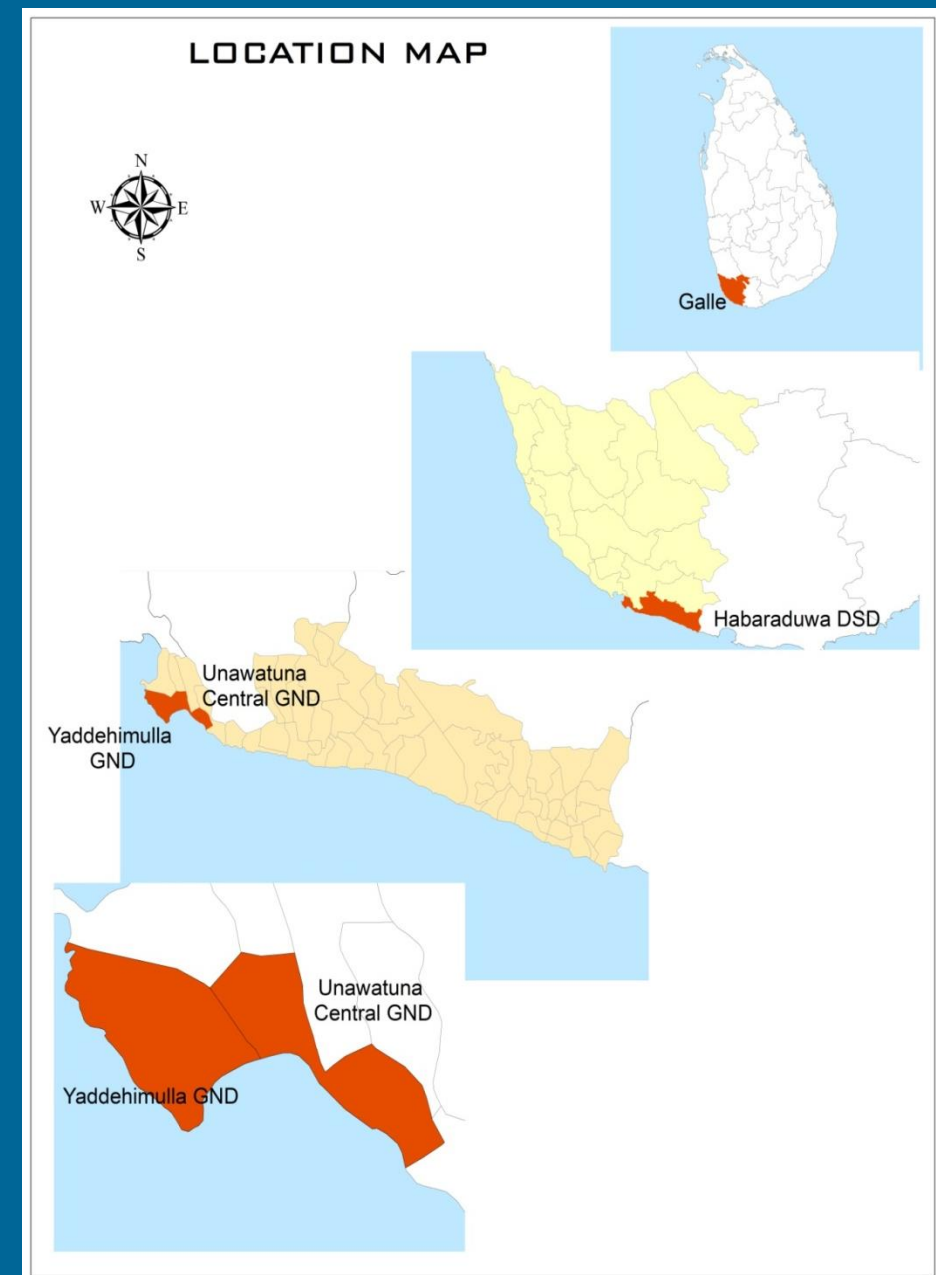 LOCATION MAP
N
W E
S
Galle
Habaraduwa DSD
Unawatuna
Central GND
Yaddehimulla
GND
Unawatuna
Central GND
Yaddehimulla GND